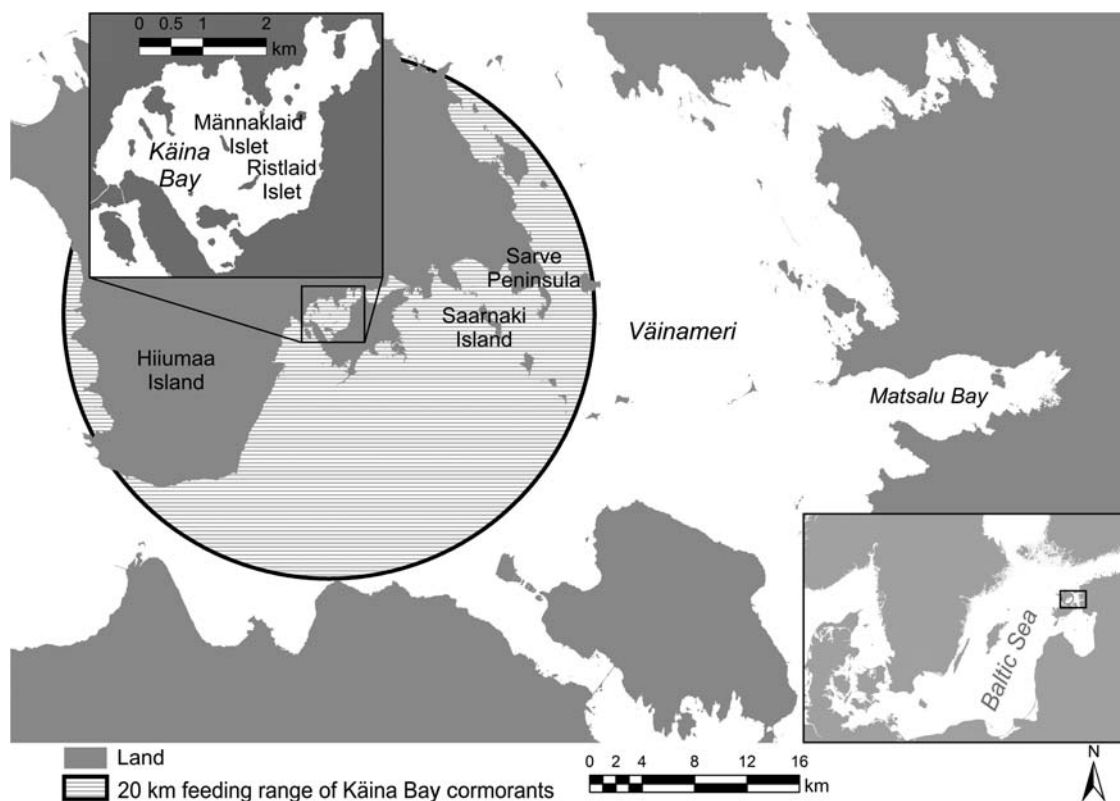 0 0.5 1 2
km
Männaklaid
Islet
Käina
Bay
Ristlaid
Islet
Sarve
Peninsula
Saarnaki
Island
Väinameri
Hiiumaa
Island
Matsalu Bay
Baltic Sea
Land
20 km feeding range of Käina Bay cormorants
0 2 4 8 12 16
km
N